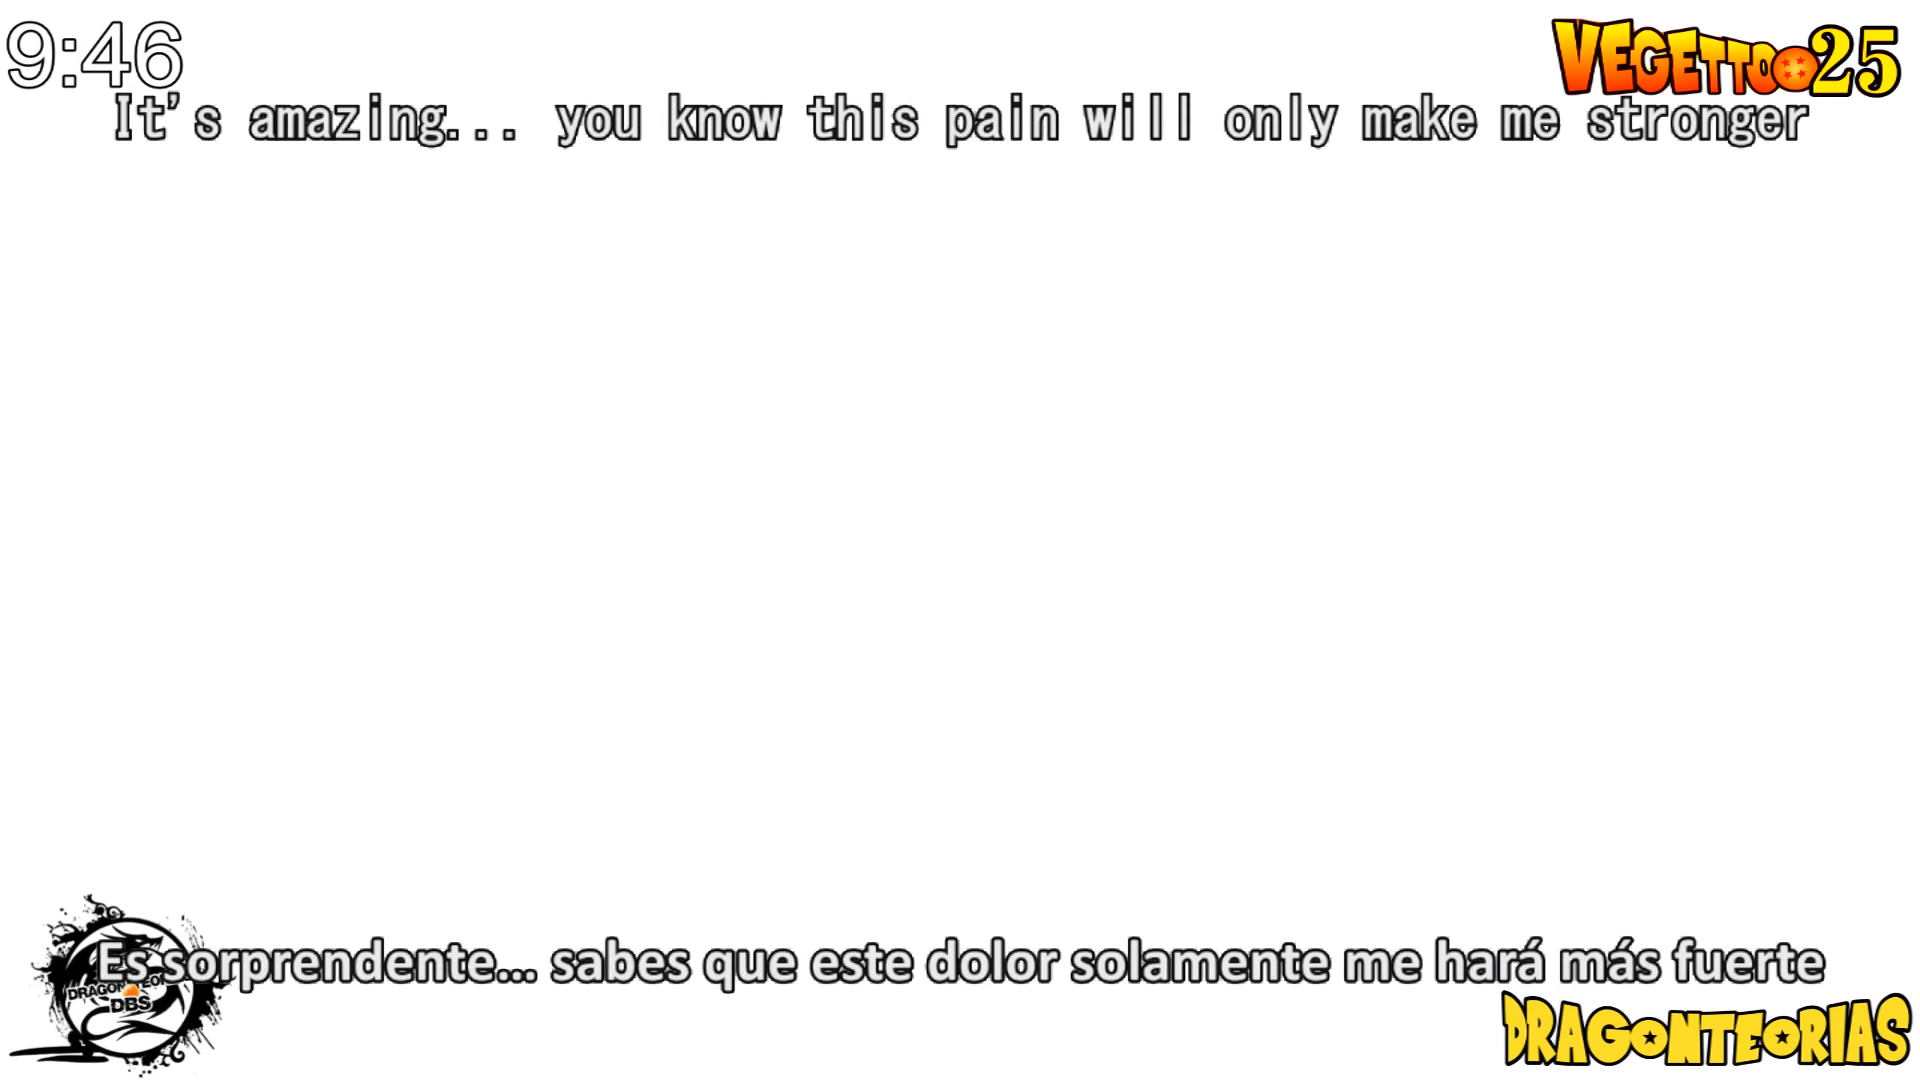 9:46
VEGETTO25
It's amazing... you know this pain will only make me stronger
Es sorprendente... sabes que este dolor solamente me hará más fuerte
DBS
DRAGONTEORIAS